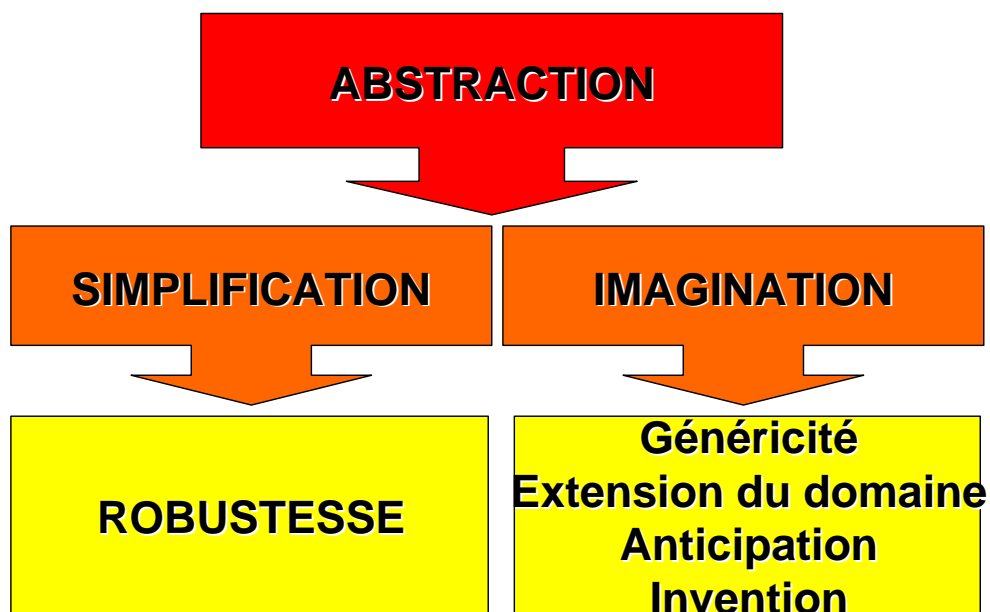 ABSTRACTION
SIMPLIFICATION
IMAGINATION
ROBUSTESSE
Généricité
Extension du domaine
Anticipation
Invention